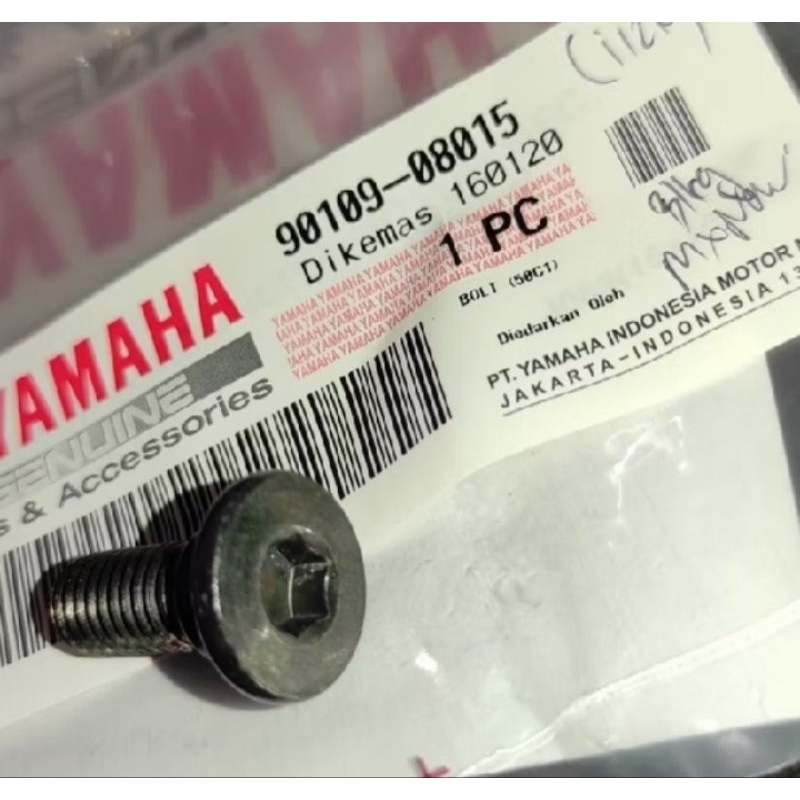 90109-08015
Dikemas 160120
1 PC
YAMAHA
GENUINE
& Accessories
BOLT (50C1)
Diedarkan Oleh
PT. YAMAHA INDONESIA MOTOR
JAKARTA-INDONESIA 13